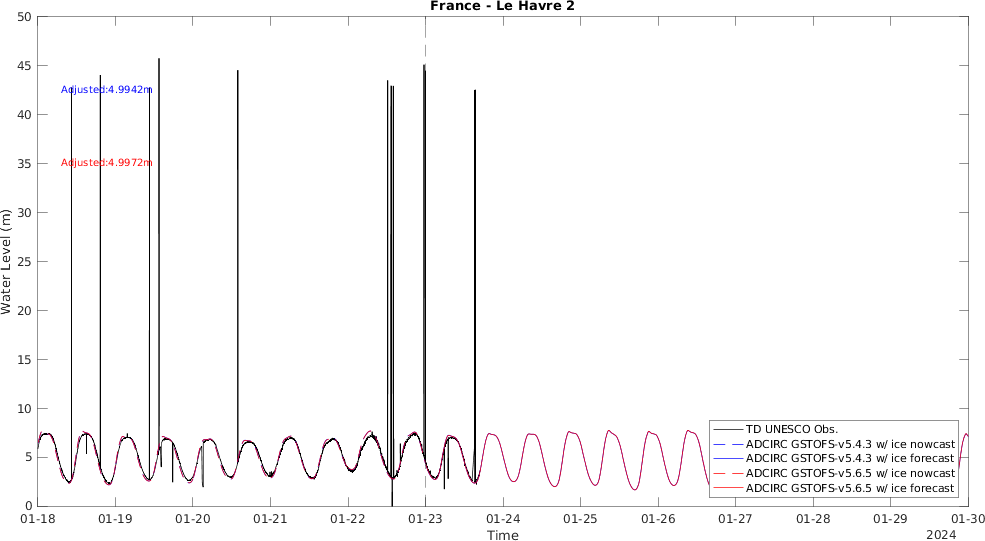 France - Le Havre 2
50
45
40
35
30
25
20
15
10
5
0
Water Level (m)
Adjusted:4.9942m
Adjusted:4.9972m
TD UNESCO Obs.
ADCIRC GSTOFS-v5.4.3 w/ ice nowcast
ADCIRC GSTOFS-v5.4.3 w/ ice forecast
ADCIRC GSTOFS-v5.6.5 w/ ice nowcast
ADCIRC GSTOFS-v5.6.5 w/ ice forecast
01-18 01-19 01-20 01-21 01-22 01-23 01-24 01-25 01-26 01-27 01-28 01-29 01-30
Time 2024